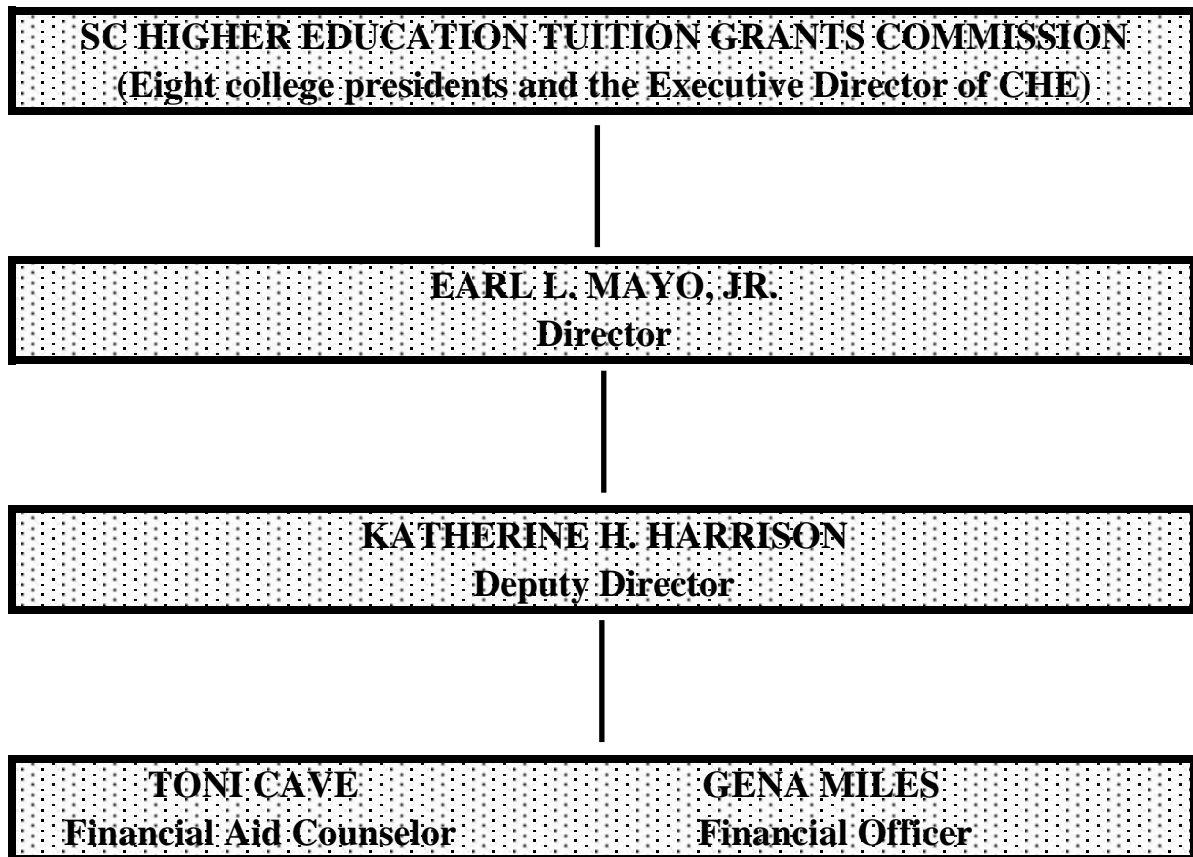 SC HIGHER EDUCATION TUITION GRANTS COMMISSION
(Eight college presidents and the Executive Director of CHE)
EARL L. MAYO, JR.
Director
KATHERINE H. HARRISON
Deputy Director
TONI CAVE GENA MILES
Financial Aid Counselor Financial Officer